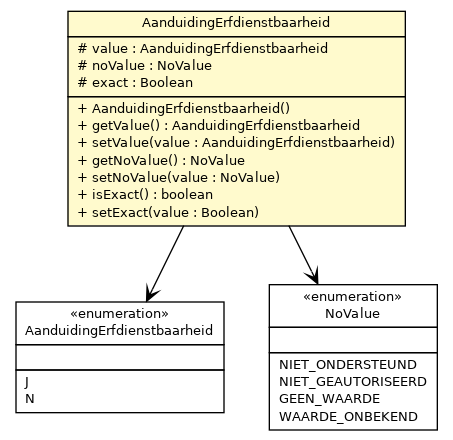 AanduidingErfdienstbaarheid
# value : AanduidingErfdienstbaarheid
# noValue : NoValue
# exact : Boolean
+ AanduidingErfdienstbaarheid()
+ getValue() : AanduidingErfdienstbaarheid
+ setValue(value : AanduidingErfdienstbaarheid)
+ getNoValue() : NoValue
+ setNoValue(value : NoValue)
+ isExact() : boolean
+ setExact(value : Boolean)
«enumeration»
AanduidingErfdienstbaarheid
J
N
«enumeration»
NoValue
NIET_ONDERSTEUND
NIET_GEAUTORISEERD
GEEN_WAARDE
WAARDE_ONBEKEND